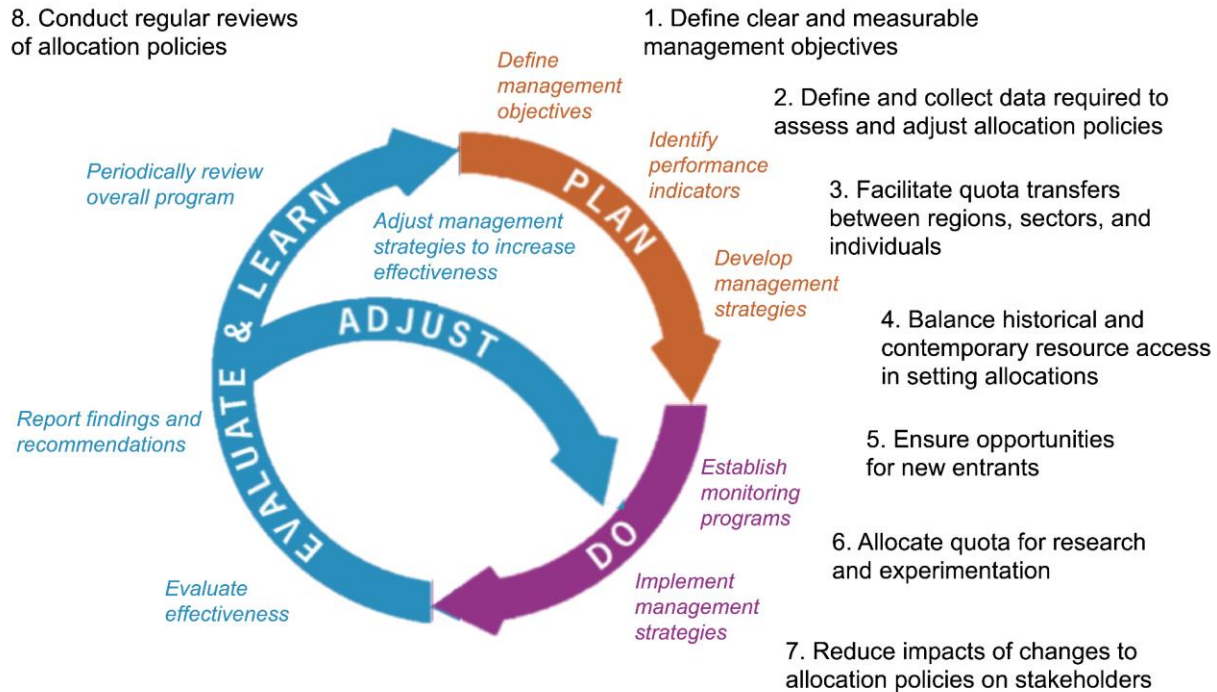 8. Conduct regular reviews
of allocation policies
1. Define clear and measurable
management objectives
Define
management
objectives
2. Define and collect data required to
assess and adjust allocation policies
Identify
performance
indicators
Periodically review
overall program
PLAN
3. Facilitate quota transfers
between regions, sectors, and
individuals
Adjust management
strategies to increase
effectiveness
Develop
management
strategies
EVALUATE & LEARN
ADJUST
4. Balance historical and
contemporary resource access
in setting allocations
Report findings and
recommendations
5. Ensure opportunities
for new entrants
Establish
monitoring
programs
DO
6. Allocate quota for research
and experimentation
Evaluate
effectiveness
Implement
management
strategies
7. Reduce impacts of changes to
allocation policies on stakeholders